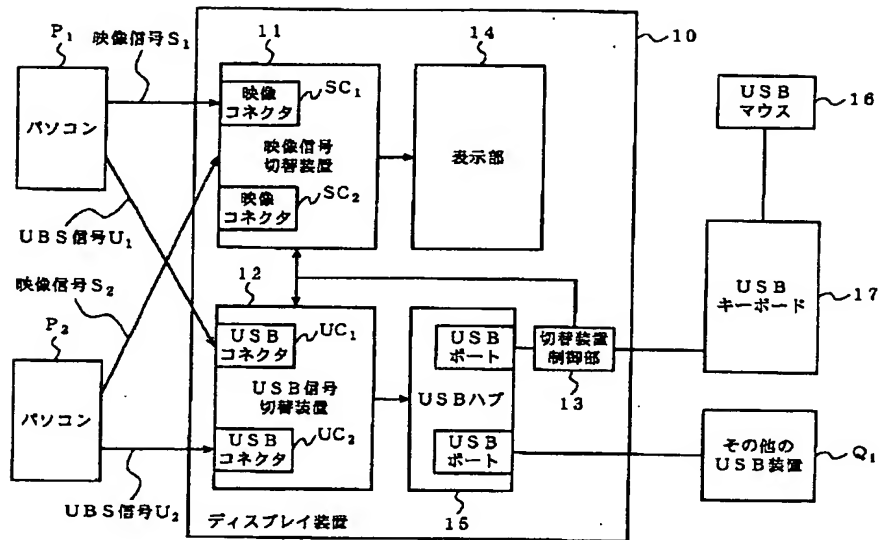 P₁
映像信号S₁
パソコン
UBS信号U₁
映像信号S₂
P₂
パソコン
UBS信号U₂
10
11
映像
コネクタ
SC₁
映像信号
切替装置
映像
コネクタ
SC₂
14
表示部
12
USB
コネクタ
UC₁
USB信号
切替装置
USB
コネクタ
UC₂
USB
ポート
USBハブ
USB
ポート
15
切替装置
制御部
13
ディスプレイ装置
USB
マウス
16
USB
キーボード
17
その他の
USB装置
Q₁